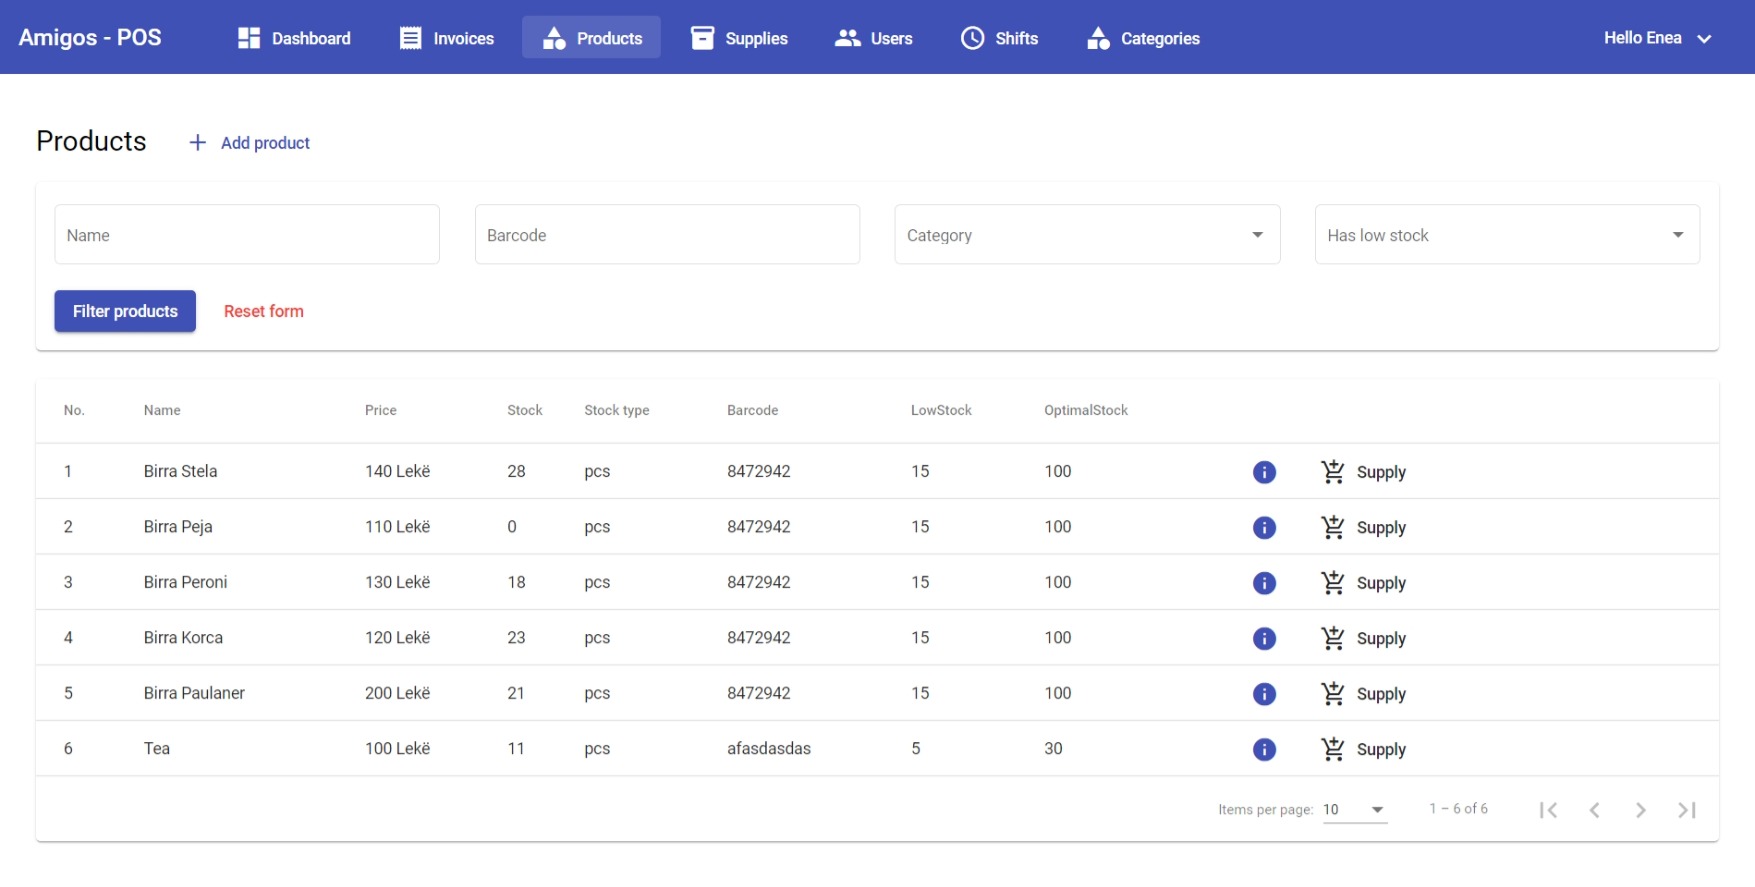 Amigos - POS Dashboard Invoices Products Supplies Users Shifts Categories Hello Enea
Products Add product
Name Barcode Category Has low stock
Filter products Reset form
No. Name Price Stock Stock type Barcode LowStock OptimalStock
1 Birra Stela 140 Lekë 28 pcs 8472942 15 100 Supply
2 Birra Peja 110 Lekë 0 pcs 8472942 15 100 Supply
3 Birra Peroni 130 Lekë 18 pcs 8472942 15 100 Supply
4 Birra Korca 120 Lekë 23 pcs 8472942 15 100 Supply
5 Birra Paulaner 200 Lekë 21 pcs 8472942 15 100 Supply
6 Tea 100 Lekë 11 pcs afasdasdas 5 30 Supply
Items per page: 10 1 – 6 of 6